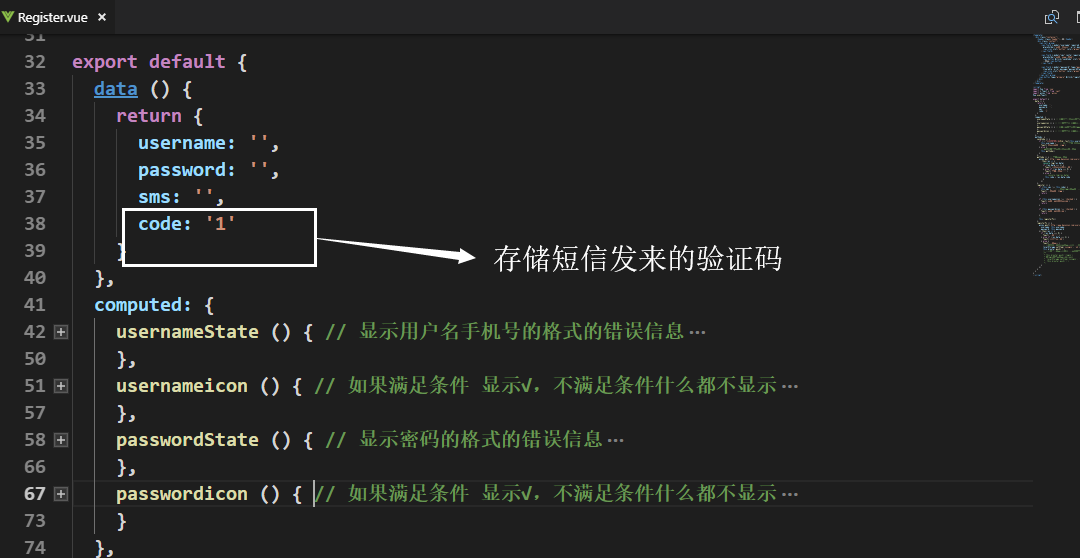 Register.vue ×
31
32 export default {
33 data () {
34 return {
35 username: '',
36 password: '',
37 sms: '',
38 code: '1'
39 }
存储短信发来的验证码
40 },
41 computed: {
42 usernameState () { // 显示用户名手机号的格式的错误信息···
50 },
51 usernameicon () { // 如果满足条件 显示√，不满足条件什么都不显示···
57 },
58 passwordState () { // 显示密码的格式的错误信息···
66 },
67 passwordicon () { // 如果满足条件 显示√，不满足条件什么都不显示···
73 }
74 },